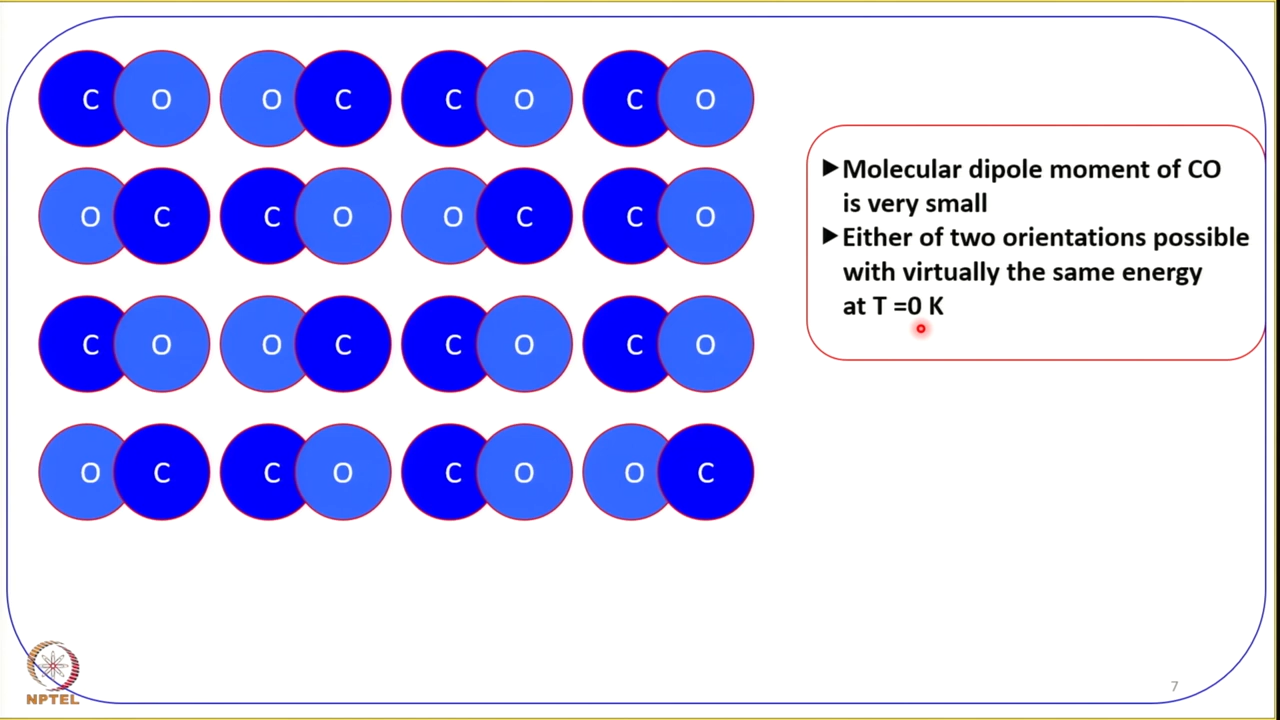 C O O C C O C O
O C C O O C C O
C O O C C O C O
O C C O C O O C
Molecular dipole moment of CO
is very small
Either of two orientations possible
with virtually the same energy
at T =0 K
NPTEL
7